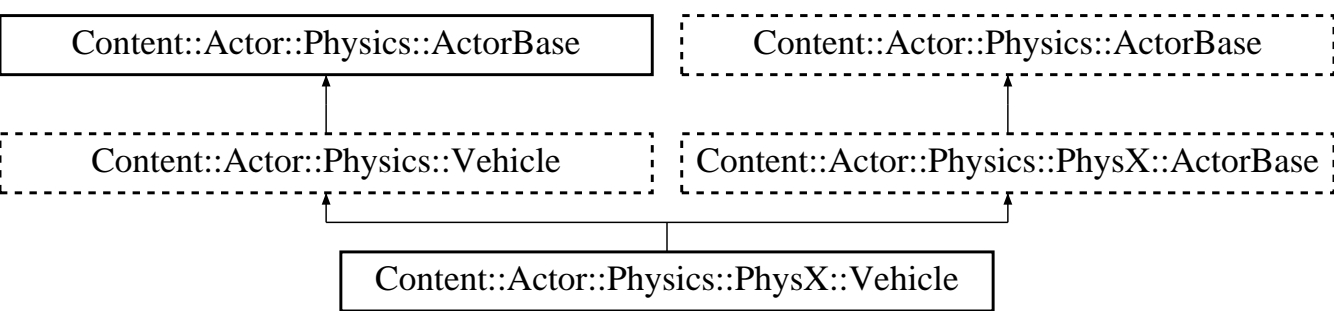 Content::Actor::Physics::ActorBase
Content::Actor::Physics::ActorBase
Content::Actor::Physics::Vehicle
Content::Actor::Physics::PhysX::ActorBase
Content::Actor::Physics::PhysX::Vehicle